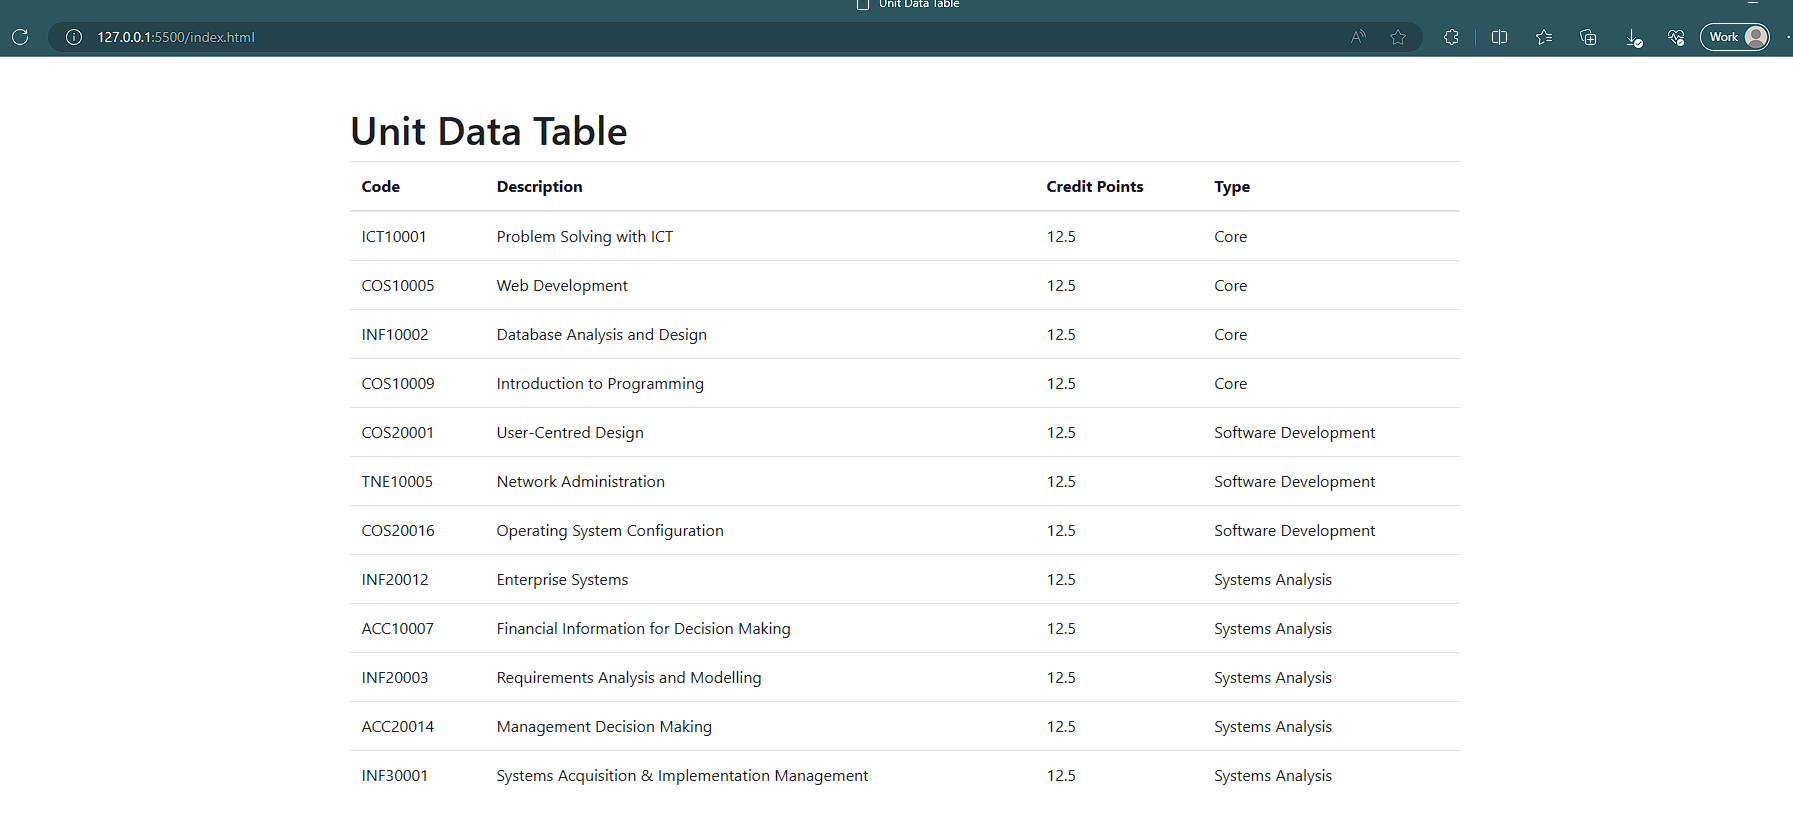 Unit Data Table
127.0.0.1:5500/index.html
Work
Unit Data Table
Code Description Credit Points Type
ICT10001 Problem Solving with ICT 12.5 Core
COS10005 Web Development 12.5 Core
INF10002 Database Analysis and Design 12.5 Core
COS10009 Introduction to Programming 12.5 Core
COS20001 User-Centred Design 12.5 Software Development
TNE10005 Network Administration 12.5 Software Development
COS20016 Operating System Configuration 12.5 Software Development
INF20012 Enterprise Systems 12.5 Systems Analysis
ACC10007 Financial Information for Decision Making 12.5 Systems Analysis
INF20003 Requirements Analysis and Modelling 12.5 Systems Analysis
ACC20014 Management Decision Making 12.5 Systems Analysis
INF30001 Systems Acquisition & Implementation Management 12.5 Systems Analysis